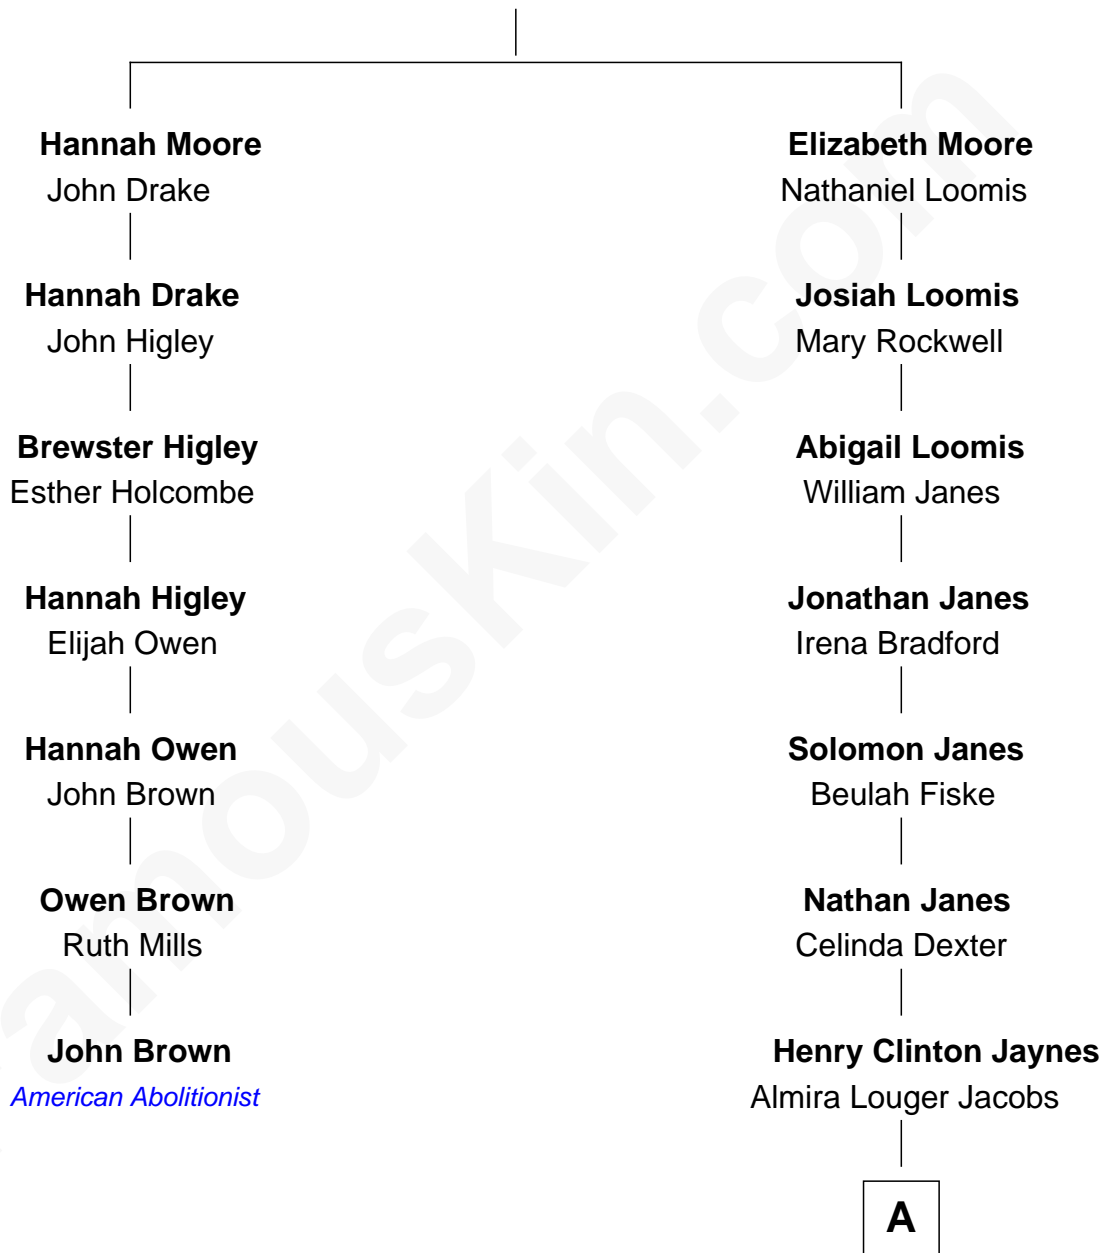 Hannah Moore
John Drake
Hannah Drake
John Higley
Brewster Higley
Esther Holcombe
Hannah Higley
Elijah Owen
Hannah Owen
John Brown
Owen Brown
Ruth Mills
John Brown
American Abolitionist
Elizabeth Moore
Nathaniel Loomis
Josiah Loomis
Mary Rockwell
Abigail Loomis
William Janes
Jonathan Janes
Irena Bradford
Solomon Janes
Beulah Fiske
Nathan Janes
Celinda Dexter
Henry Clinton Jaynes
Almira Louger Jacobs
A
amousKin.com